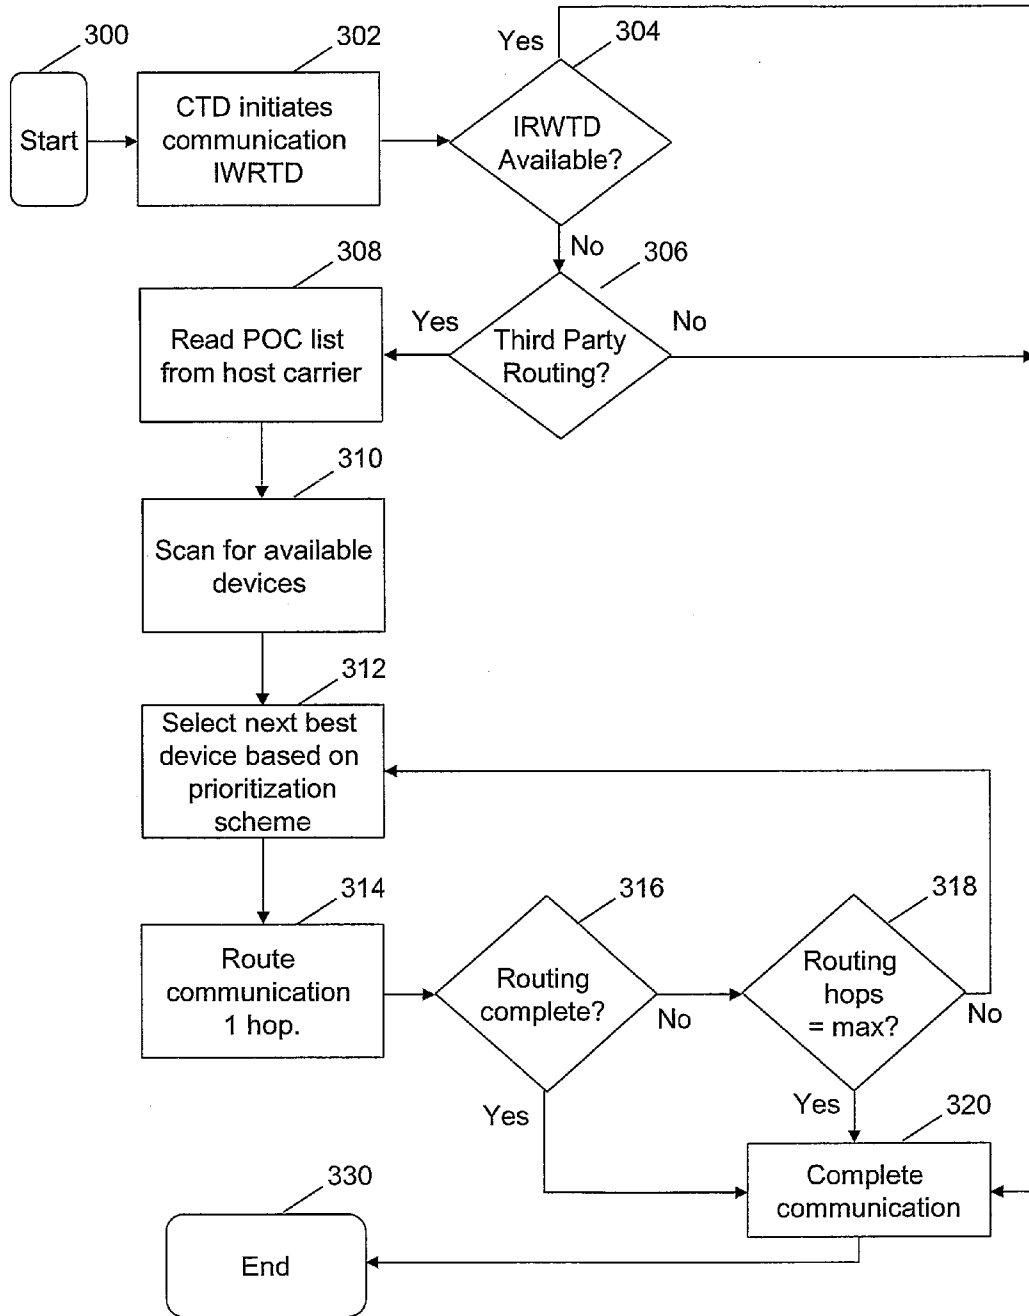 300
302
304
Yes
Start
CTD initiates
communication
IWRTD
IRWTD
Available?
No
306
308
Read POC list
from host carrier
Yes
Third Party
Routing?
No
310
Scan for available
devices
312
Select next best
device based on
prioritization
scheme
314
316
318
Route
communication
1 hop.
Routing
complete?
No
Routing
hops
= max?
No
Yes
Yes
320
Complete
communication
330
End